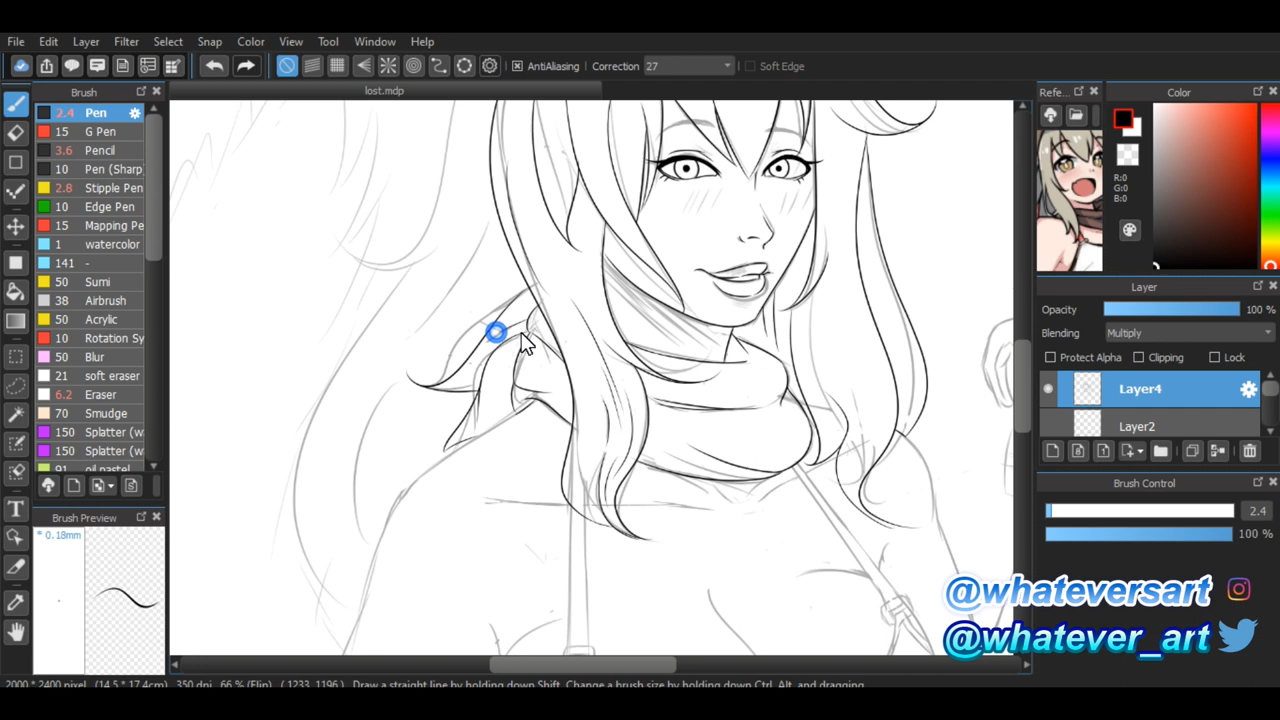 File Edit Layer Filter Select Snap Color View Tool Window Help
AntiAliasing Correction 27 Soft Edge
Brush
lost.mdp
Refe...
Color
2.4 Pen
15 G Pen
3.6 Pencil
10 Pen (Sharp)
2.8 Stipple Pen
10 Edge Pen
15 Mapping Pe
1 watercolor
141 -
50 Sumi
38 Airbrush
50 Acrylic
10 Rotation Sy
50 Blur
21 soft eraser
6.2 Eraser
70 Smudge
150 Splatter (w
150 Splatter (w
91 oil pastel
R:0
G:0
B:0
Layer
Opacity 100 %
Blending Multiply
Protect Alpha Clipping Lock
Layer4
Layer2
Brush Control
2.4
100 %
Brush Preview
* 0.18mm
T
@whateversart
@whatever_art
2000 * 2400 pixel (14.5 * 17.4cm) 350 dpi 66 % (Flip) ( 1233, 1196 ) Draw a straight line by holding down Shift, Change a brush size by holding down Ctrl, Alt, and dragging